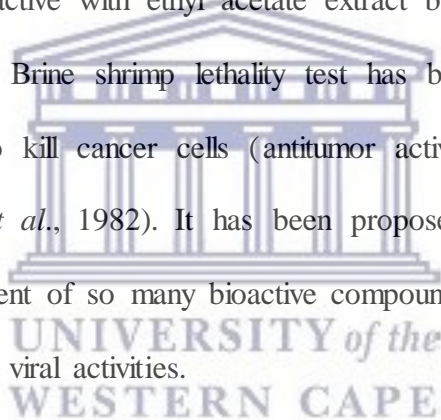 active with ethyl acetate extract b
Brine shrimp lethality test has b
kill cancer cells (antitumor activ
et al., 1982). It has been propose
ent of so many bioactive compoun
UNIVERSITY of the
viral activities.
WESTERN CAPE